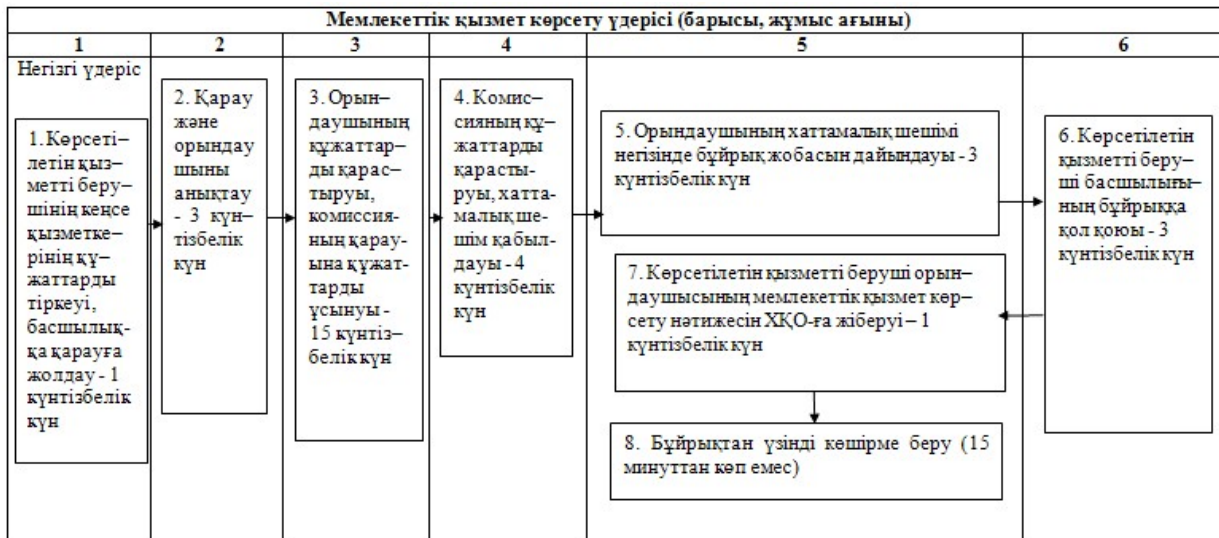 Мемлекеттік қызмет көрсету үдерісі (барысы, жұмыс ағыны)
1 2 3 4 5 6
Негізгі үдеріс
1. Көрсеті–
летін қыз–
метті беру–
шінің кеңсе
қызметке–
рінің құ–
жаттарды
тіркеуі,
басшылық-
қа қарауға
жолдау - 1
күнтізбелік
күн
2. Қарау
және
орындау
шыны
анықтау
- 3 күн–
тізбелік
күн
3. Орын–
даушының
құжаттар–
ды қарас–
тыруы,
комиссия-
ның қарау-
ына құжат-
тарды
ұсынуы -
15 күнтіз–
белік күн
4. Комис–
сияның құ–
жаттарды
қарасты-
руы, хатта-
малық ше–
шім қабыл-
дауы - 4
күнтізбелік
күн
5. Орындаушының хаттамалық шешімі
негізінде бұйрық жобасын дайындауы - 3
күнтізбелік күн
6. Көрсетілетін
қызметті беру–
ші басшылығы–
ның бұйрыққа
қол қоюы - 3
күнтізбелік күн
7. Көрсетілетін қызметті беруші орын–
даушысының мемлекеттік қызмет көр–
сету нәтижесін ХҚО-ға жіберуі – 1
күнтізбелік күн
8. Бұйрықтан үзінді көшірме беру (15
минуттан көп емес)